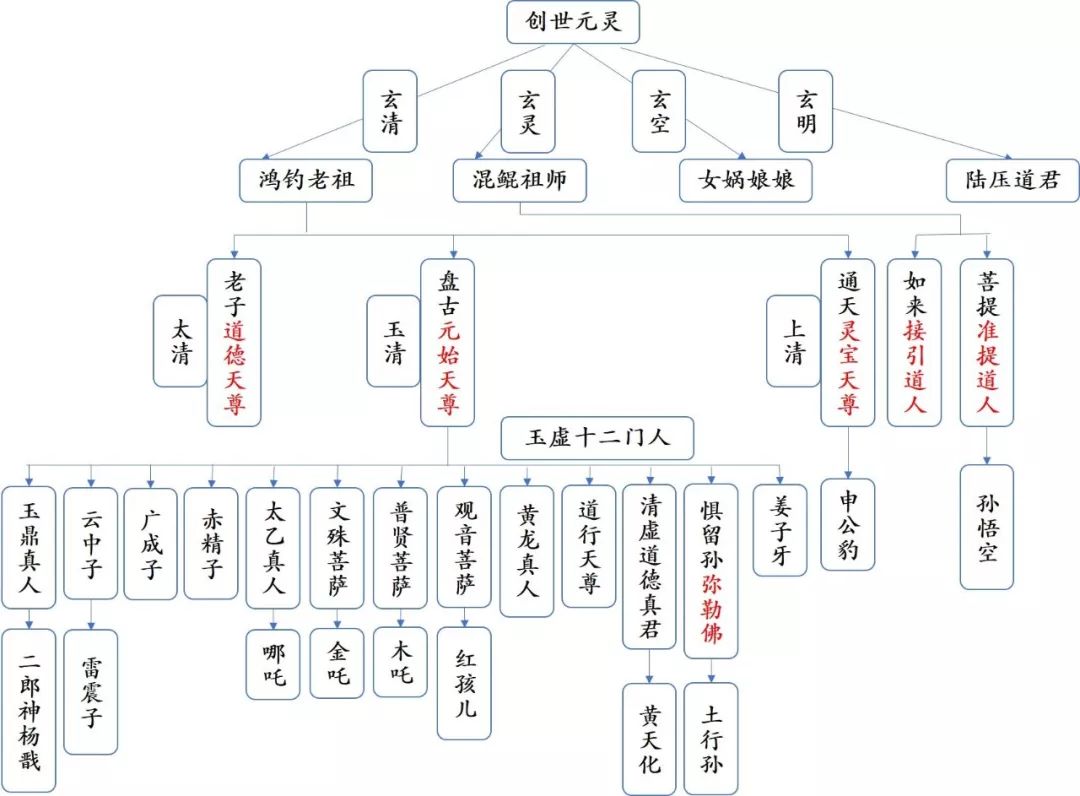 创世元灵
玄清
玄灵
玄空
玄明
鸿钓老祖
混鲲祖师
女娲娘娘
陆压道君
太清
老子道德天尊
玉清
盘古元始天尊
上清
通天灵宝天尊
如来接引道人
菩提准提道人
玉虚十二门人
玉鼎真人
云中子
广成子
赤精子
太乙真人
文殊菩萨
普贤菩萨
观音菩萨
黄龙真人
道行天尊
清虚道德真君
惧留孙弥勒佛
姜子牙
申公豹
孙悟空
二郎神杨戬
雷震子
哪吒
金吒
木吒
红孩儿
黄天化
土行孙